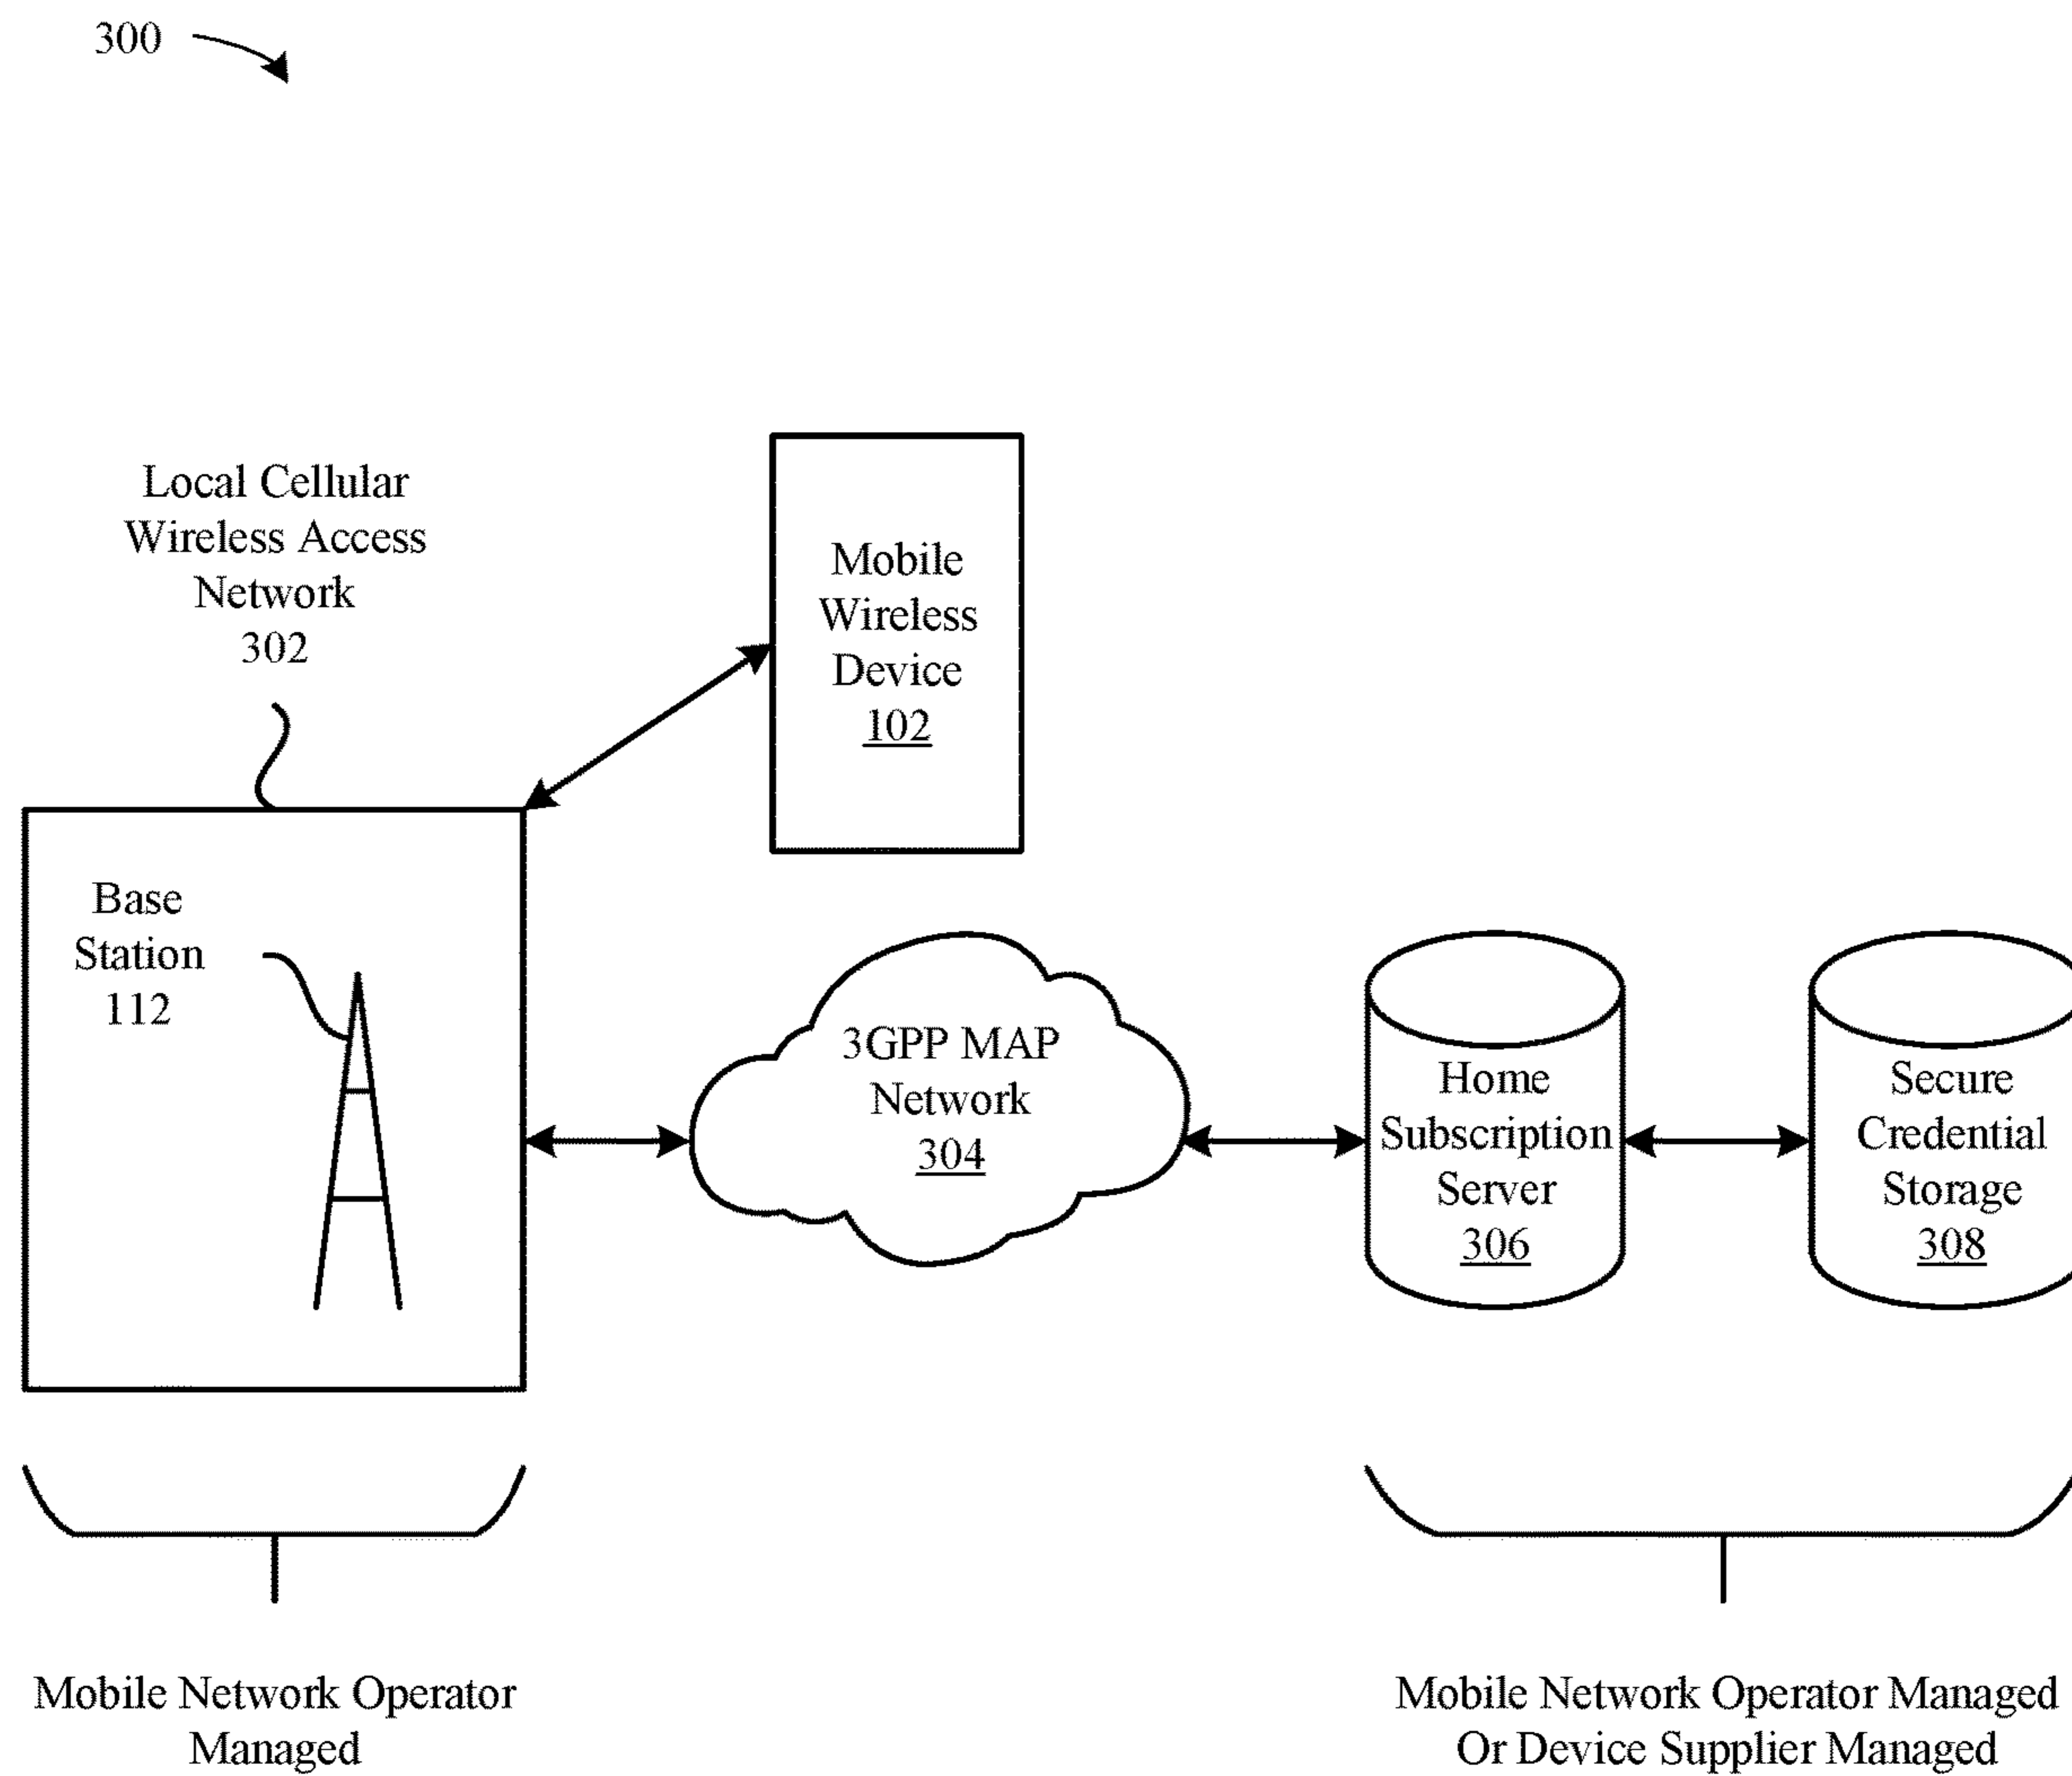 300
Local Cellular
Wireless Access
Network
302
Mobile
Wireless
Device
102
Base
Station
112
3GPP MAP
Network
304
Home
Subscription
Server
306
Secure
Credential
Storage
308
Mobile Network Operator
Managed
Mobile Network Operator Managed
Or Device Supplier Managed